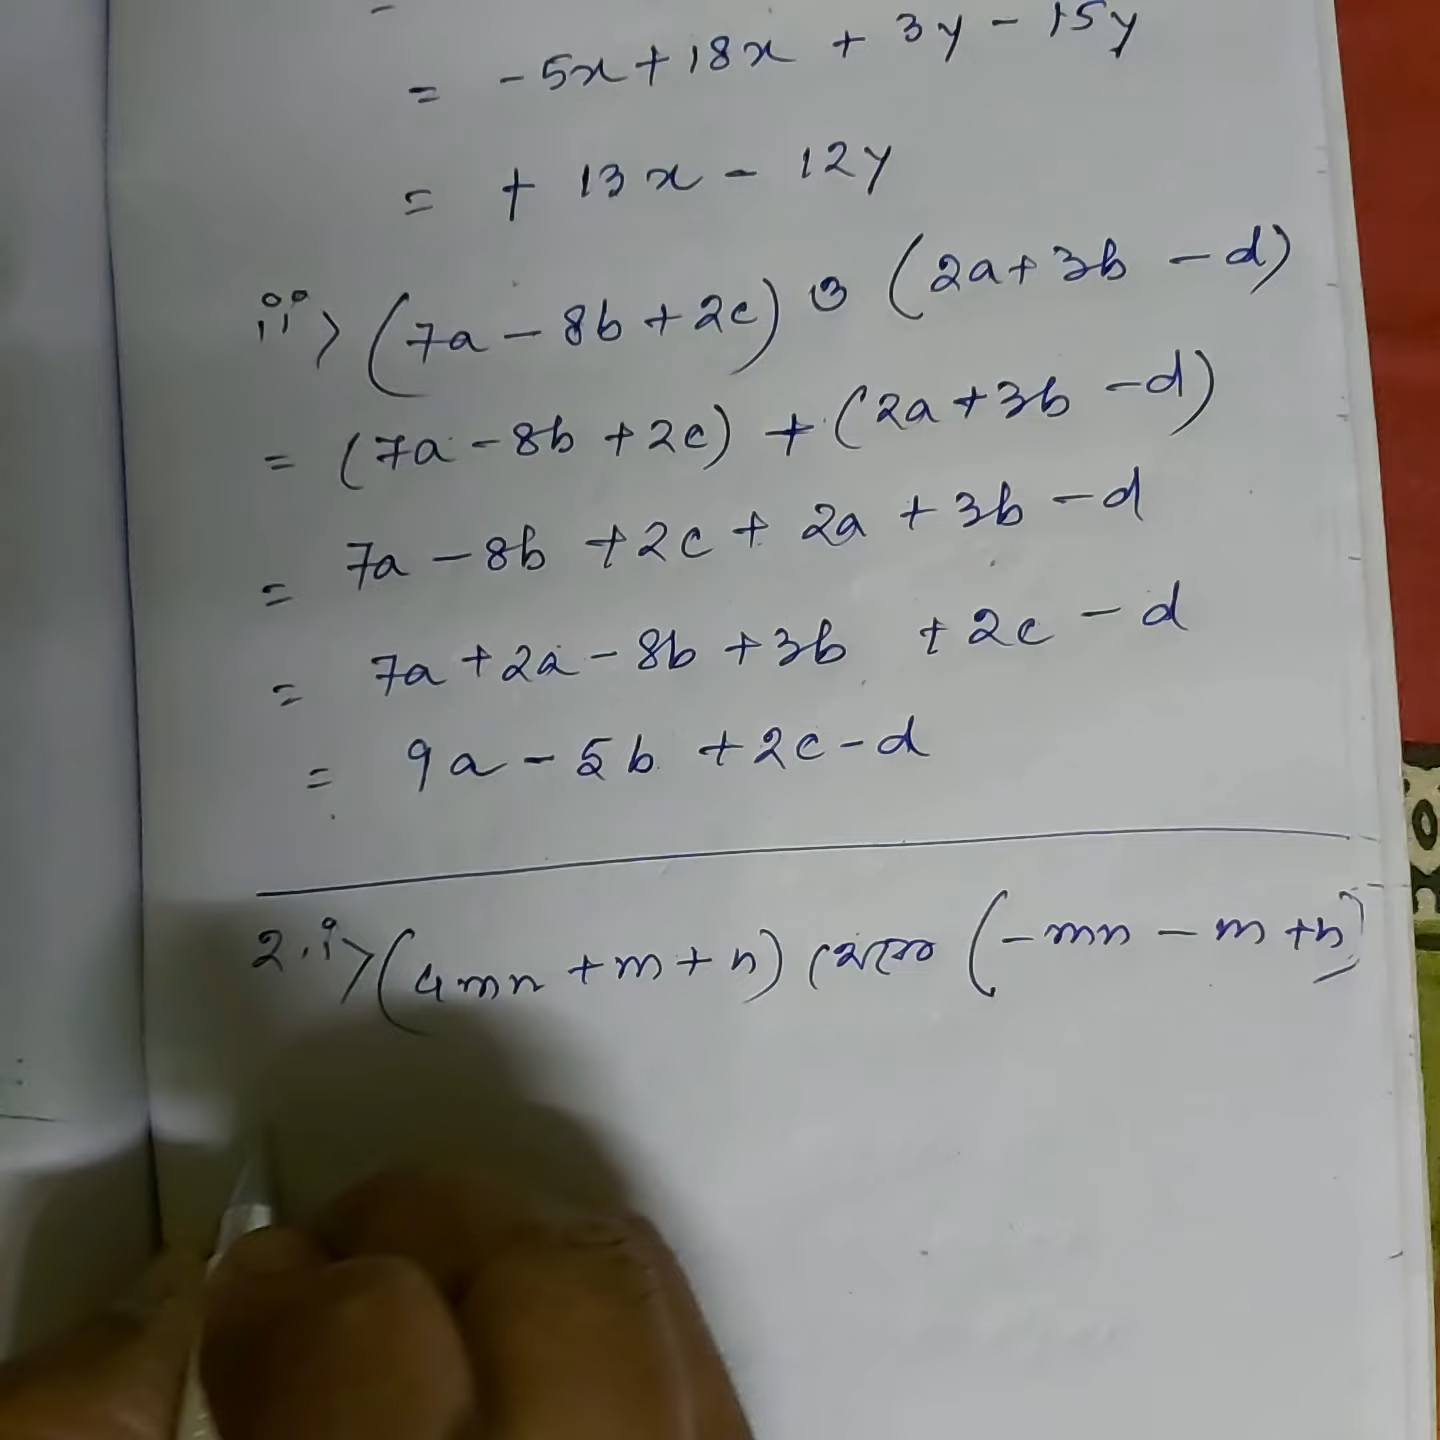 = -5x + 18x + 3y - 15y
= + 13x - 12y
ii> (7a - 8b + 2c) ও (2a + 3b - d)
= (7a - 8b + 2c) + (2a + 3b - d)
= 7a - 8b + 2c + 2a + 3b - d
= 7a + 2a - 8b + 3b + 2c - d
= 9a - 5b + 2c - d
2. i> (4mn + m + n) থেকে (-mn - m + n)